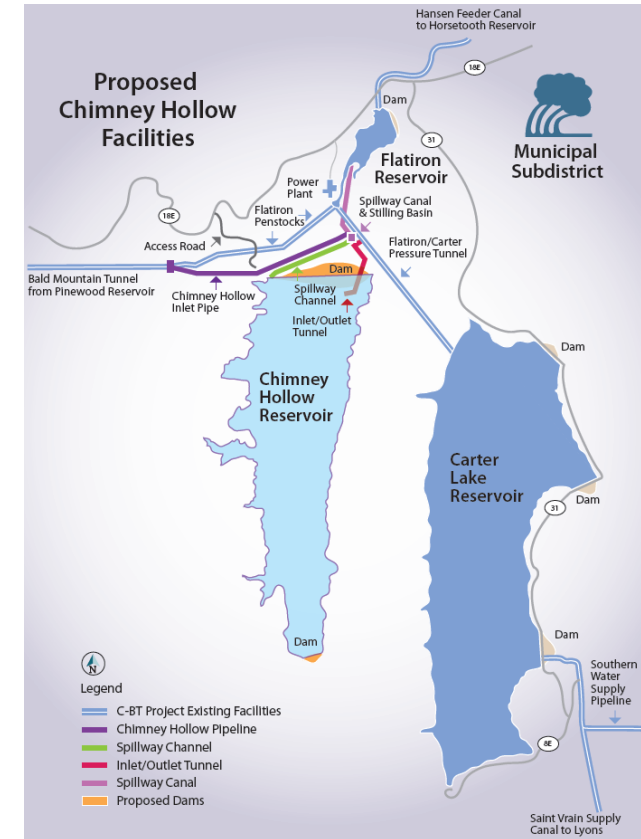 Hansen Feeder Canal
to Horsetooth Reservoir
18E
Proposed
Chimney Hollow
Facilities
Dam
31
Municipal
Subdistrict
Flatiron
Reservoir
Power
Plant
Spillway Canal
& Stilling Basin
Flatiron
Penstocks
18E
Access Road
Flatiron/Carter
Pressure Tunnel
Bald Mountain Tunnel
from Pinewood Reservoir
Dam
Chimney Hollow
Inlet Pipe
Spillway
Channel
Inlet/Outlet
Tunnel
Dam
Chimney
Hollow
Reservoir
Carter
Lake
Reservoir
Dam
31
Dam
Dam
N
Southern
Water
Supply
Pipeline
Legend
C-BT Project Existing Facilities
Chimney Hollow Pipeline
Spillway Channel
Inlet/Outlet Tunnel
Spillway Canal
Proposed Dams
8E
Saint Vrain Supply
Canal to Lyons